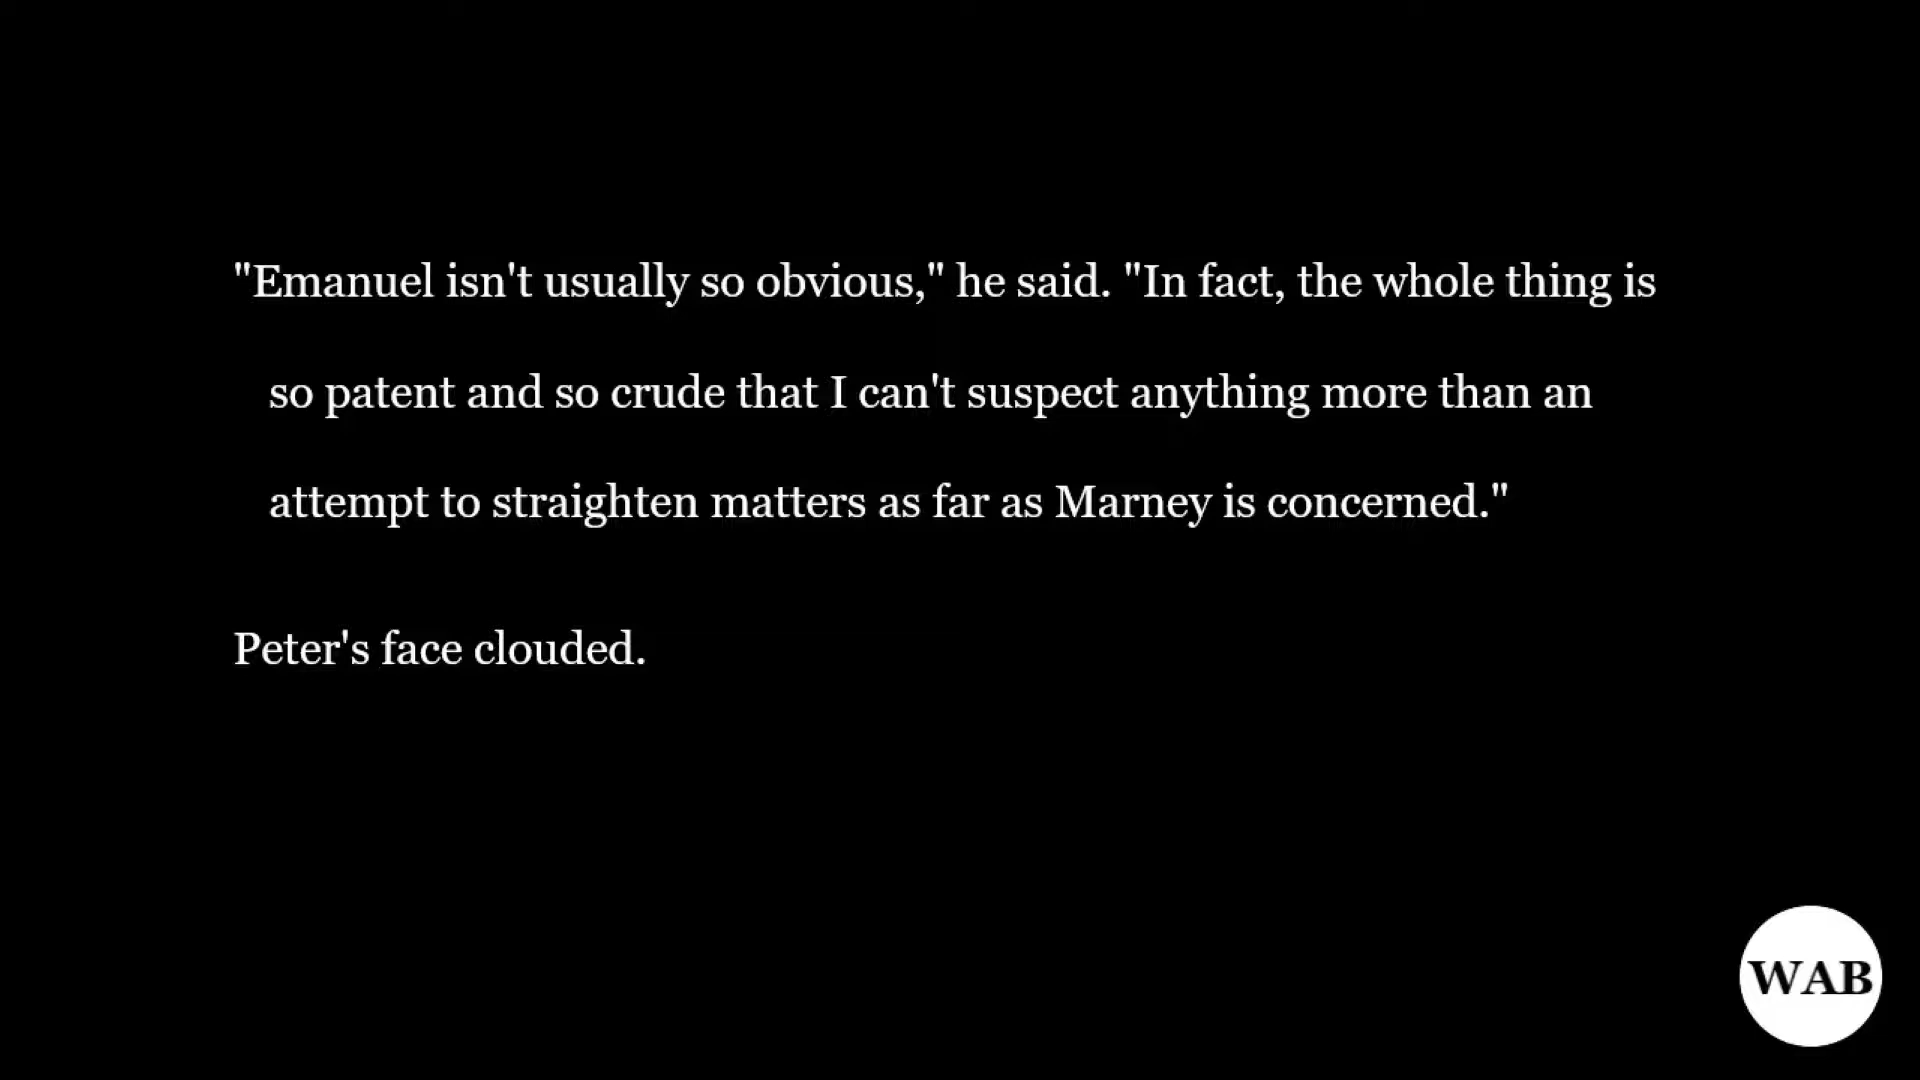 "Emanuel isn't usually so obvious," he said. "In fact, the whole thing is
so patent and so crude that I can't suspect anything more than an
attempt to straighten matters as far as Marney is concerned."
Peter's face clouded.
WAB